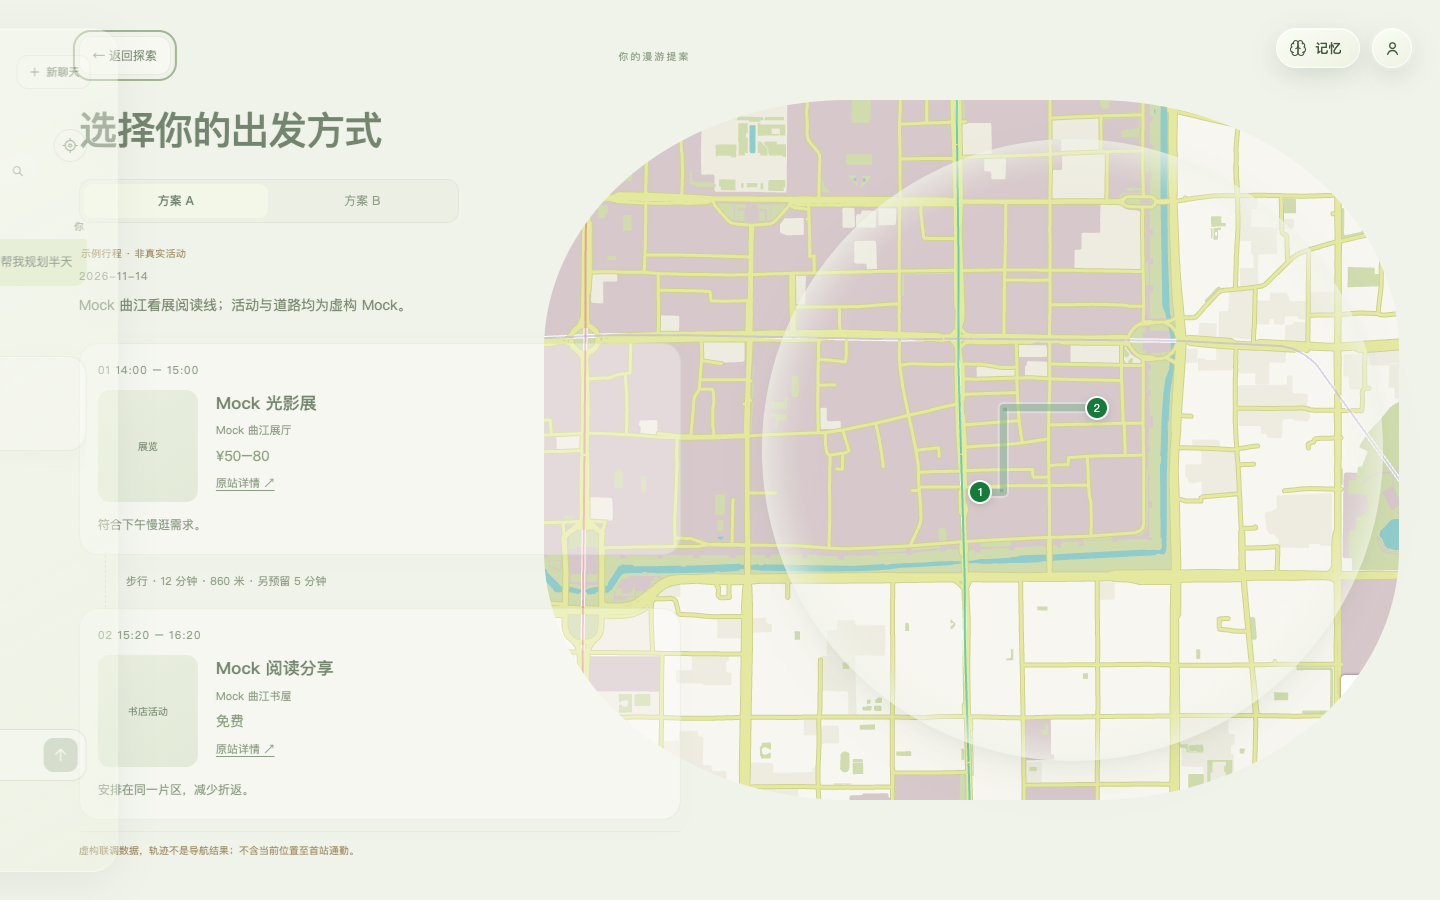 ← 返回探索
你的漫游提案
记忆
+ 新聊天
选择你的出发方式
方案 A
方案 B
你
帮我规划半天
示例行程 · 非真实活动
2026-11-14
Mock 曲江看展阅读线；活动与道路均为虚构 Mock。
01 14:00 — 15:00
展览
Mock 光影展
Mock 曲江展厅
¥50—80
原站详情 ↗
符合下午慢逛需求。
步行 · 12 分钟 · 860 米 · 另预留 5 分钟
02 15:20 — 16:20
书店活动
Mock 阅读分享
Mock 曲江书屋
免费
原站详情 ↗
安排在同一片区，减少折返。
虚构联调数据，轨迹不是导航结果；不含当前位置至首站通勤。
2
1